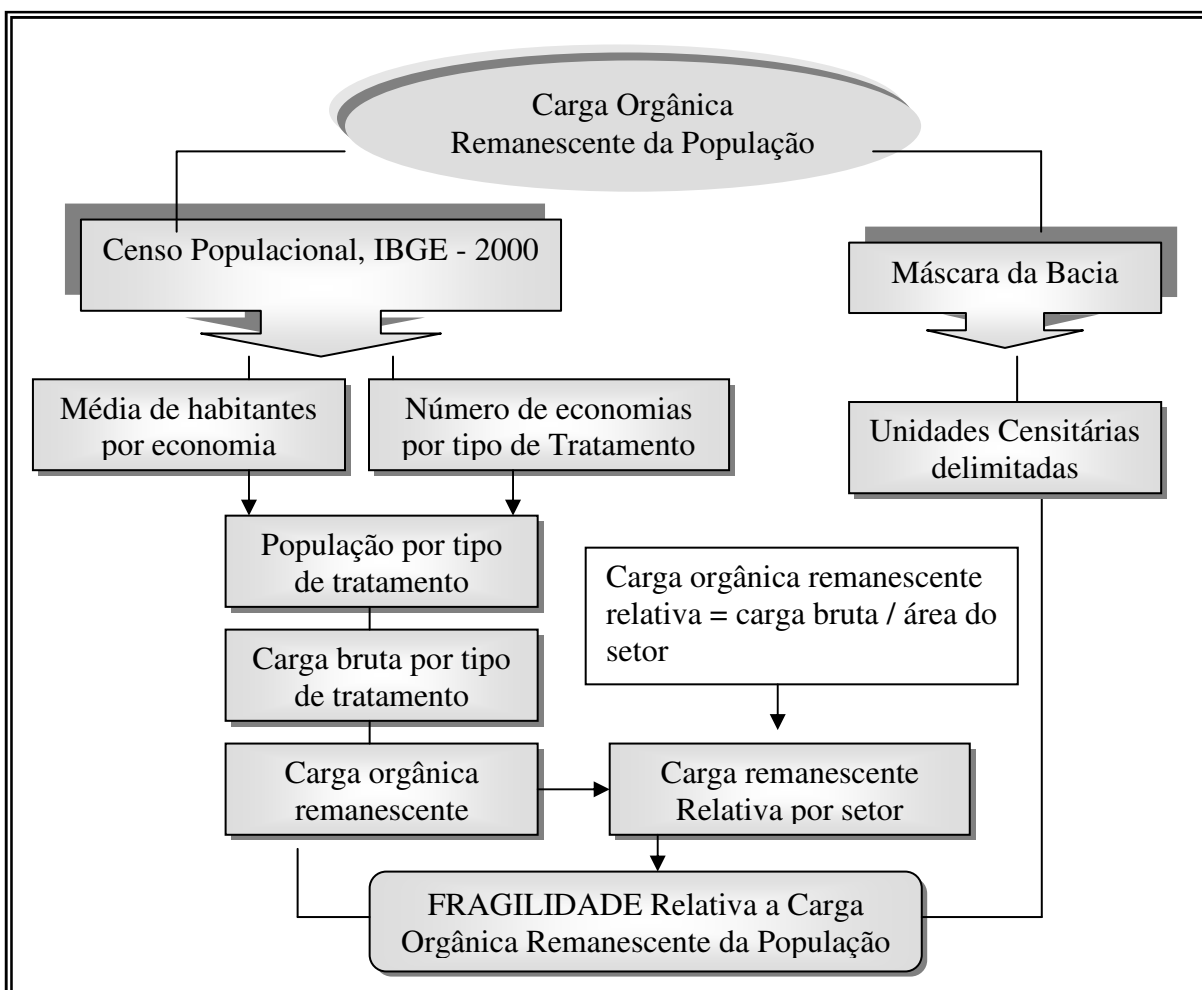 Carga Orgânica
Remanescente da População
Censo Populacional, IBGE - 2000
Máscara da Bacia
Média de habitantes
por economia
Número de economias
por tipo de Tratamento
Unidades Censitárias
delimitadas
População por tipo
de tratamento
Carga orgânica remanescente
relativa = carga bruta / área do
setor
Carga bruta por tipo
de tratamento
Carga orgânica
remanescente
Carga remanescente
Relativa por setor
FRAGILIDADE Relativa a Carga
Orgânica Remanescente da População